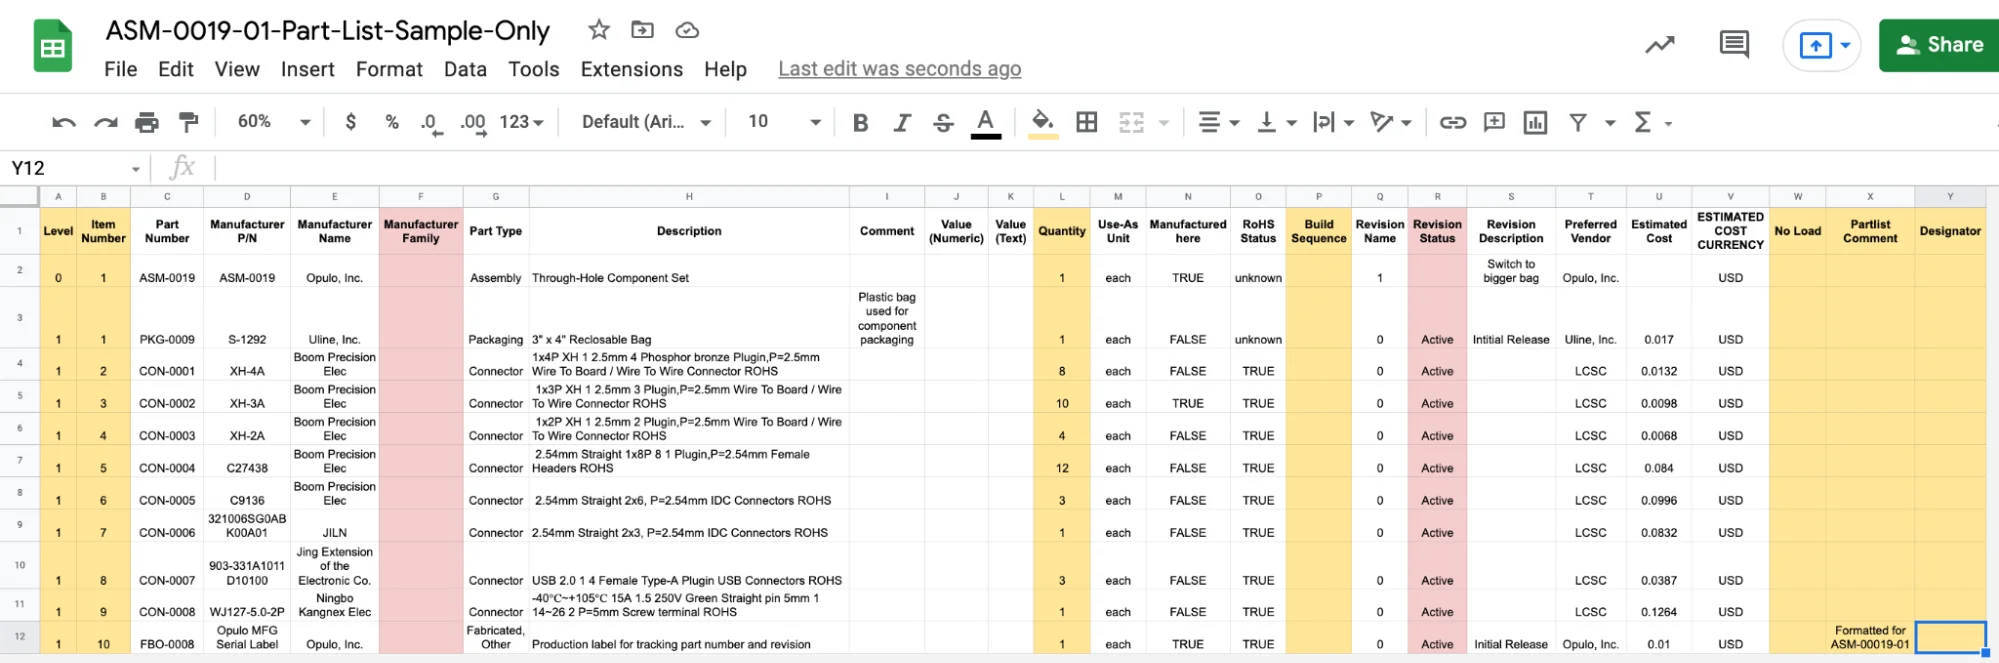 ASM-0019-01-Part-List-Sample-Only
File Edit View Insert Format Data Tools Extensions Help Last edit was seconds ago
Share
60% $ % .0 .00 123 Default (Ari... 10 B I S A
Y12 fx
A B C D E F G H I J K L M N O P Q R S T U V W X Y
1 Level Item Number Part Number Manufacturer P/N Manufacturer Name Manufacturer Family Part Type Description Comment Value (Numeric) Value (Text) Quantity Use-As Unit Manufactured here RoHS Status Build Sequence Revision Name Revision Status Revision Description Preferred Vendor Estimated Cost ESTIMATED COST CURRENCY No Load Partlist Comment Designator
2 0 1 ASM-0019 ASM-0019 Opulo, Inc. Assembly Through-Hole Component Set 1 each TRUE unknown 1 Switch to bigger bag Opulo, Inc. USD
3 1 1 PKG-0009 S-1292 Uline, Inc. Packaging 3" x 4" Reclosable Bag Plastic bag used for component packaging 1 each FALSE unknown 0 Active Intitial Release Uline, Inc. 0.017 USD
4 1 2 CON-0001 XH-4A Boom Precision Elec Connector 1x4P XH 1 2.5mm 4 Phosphor bronze Plugin,P=2.5mm Wire To Board / Wire To Wire Connector ROHS 8 each FALSE TRUE 0 Active LCSC 0.0132 USD
5 1 3 CON-0002 XH-3A Boom Precision Elec Connector 1x3P XH 1 2.5mm 3 Plugin,P=2.5mm Wire To Board / Wire To Wire Connector ROHS 10 each TRUE TRUE 0 Active LCSC 0.0098 USD
6 1 4 CON-0003 XH-2A Boom Precision Elec Connector 1x2P XH 1 2.5mm 2 Plugin,P=2.5mm Wire To Board / Wire To Wire Connector ROHS 4 each FALSE TRUE 0 Active LCSC 0.0068 USD
7 1 5 CON-0004 C27438 Boom Precision Elec Connector 2.54mm Straight 1x8P 8 1 Plugin,P=2.54mm Female Headers ROHS 12 each FALSE TRUE 0 Active LCSC 0.084 USD
8 1 6 CON-0005 C9136 Boom Precision Elec Connector 2.54mm Straight 2x6, P=2.54mm IDC Connectors ROHS 3 each FALSE TRUE 0 Active LCSC 0.0996 USD
9 1 7 CON-0006 321006SG0ABK00A01 JILN Connector 2.54mm Straight 2x3, P=2.54mm IDC Connectors ROHS 1 each FALSE TRUE 0 Active LCSC 0.0832 USD
10 1 8 CON-0007 903-331A1011D10100 Jing Extension of the Electronic Co. Connector USB 2.0 1 4 Female Type-A Plugin USB Connectors ROHS 3 each FALSE TRUE 0 Active LCSC 0.0387 USD
11 1 9 CON-0008 WJ127-5.0-2P Ningbo Kangnex Elec Connector -40℃~+105℃ 15A 1.5 250V Green Straight pin 5mm 1 14~26 2 P=5mm Screw terminal ROHS 1 each FALSE TRUE 0 Active LCSC 0.1264 USD
12 1 10 FBO-0008 Opulo MFG Serial Label Opulo, Inc. Fabricated, Other Production label for tracking part number and revision 1 each TRUE TRUE 0 Active Initial Release Opulo, Inc. 0.01 USD Formatted for ASM-00019-01